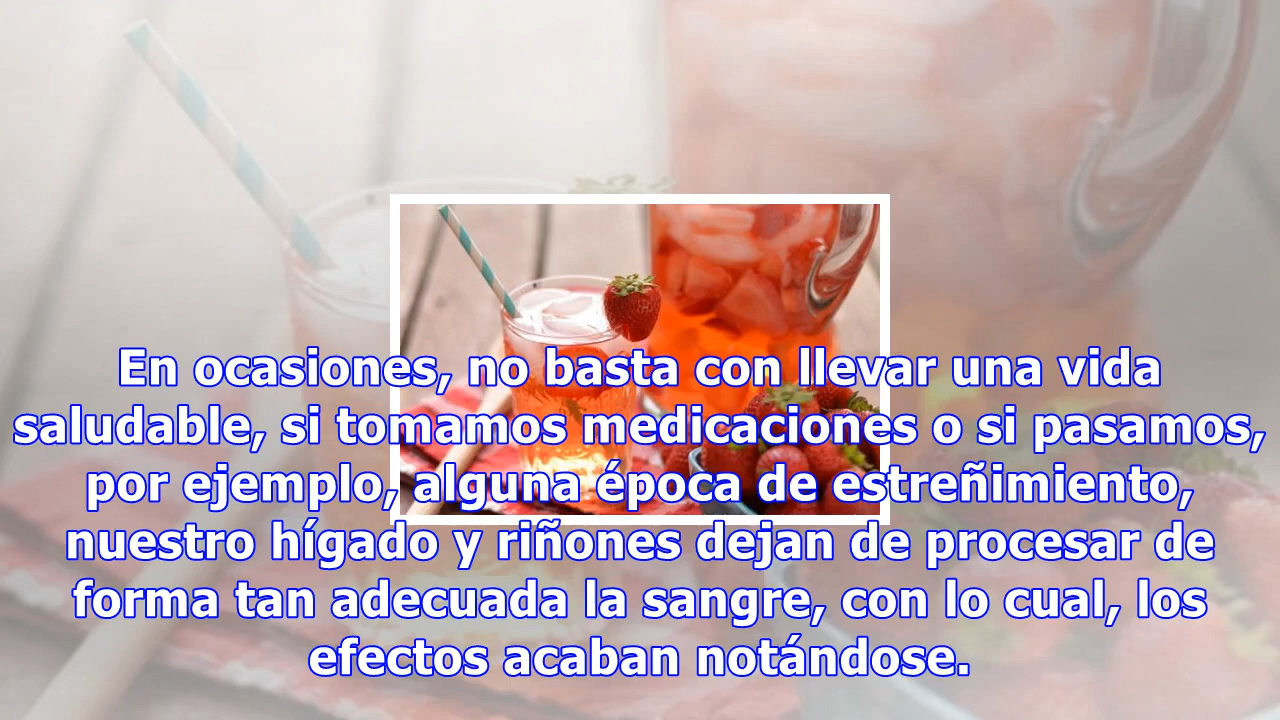 En ocasiones, no basta con llevar una vida
saludable, si tomamos medicaciones o si pasamos,
por ejemplo, alguna época de estreñimiento,
nuestro hígado y riñones dejan de procesar de
forma tan adecuada la sangre, con lo cual, los
efectos acaban notándose.